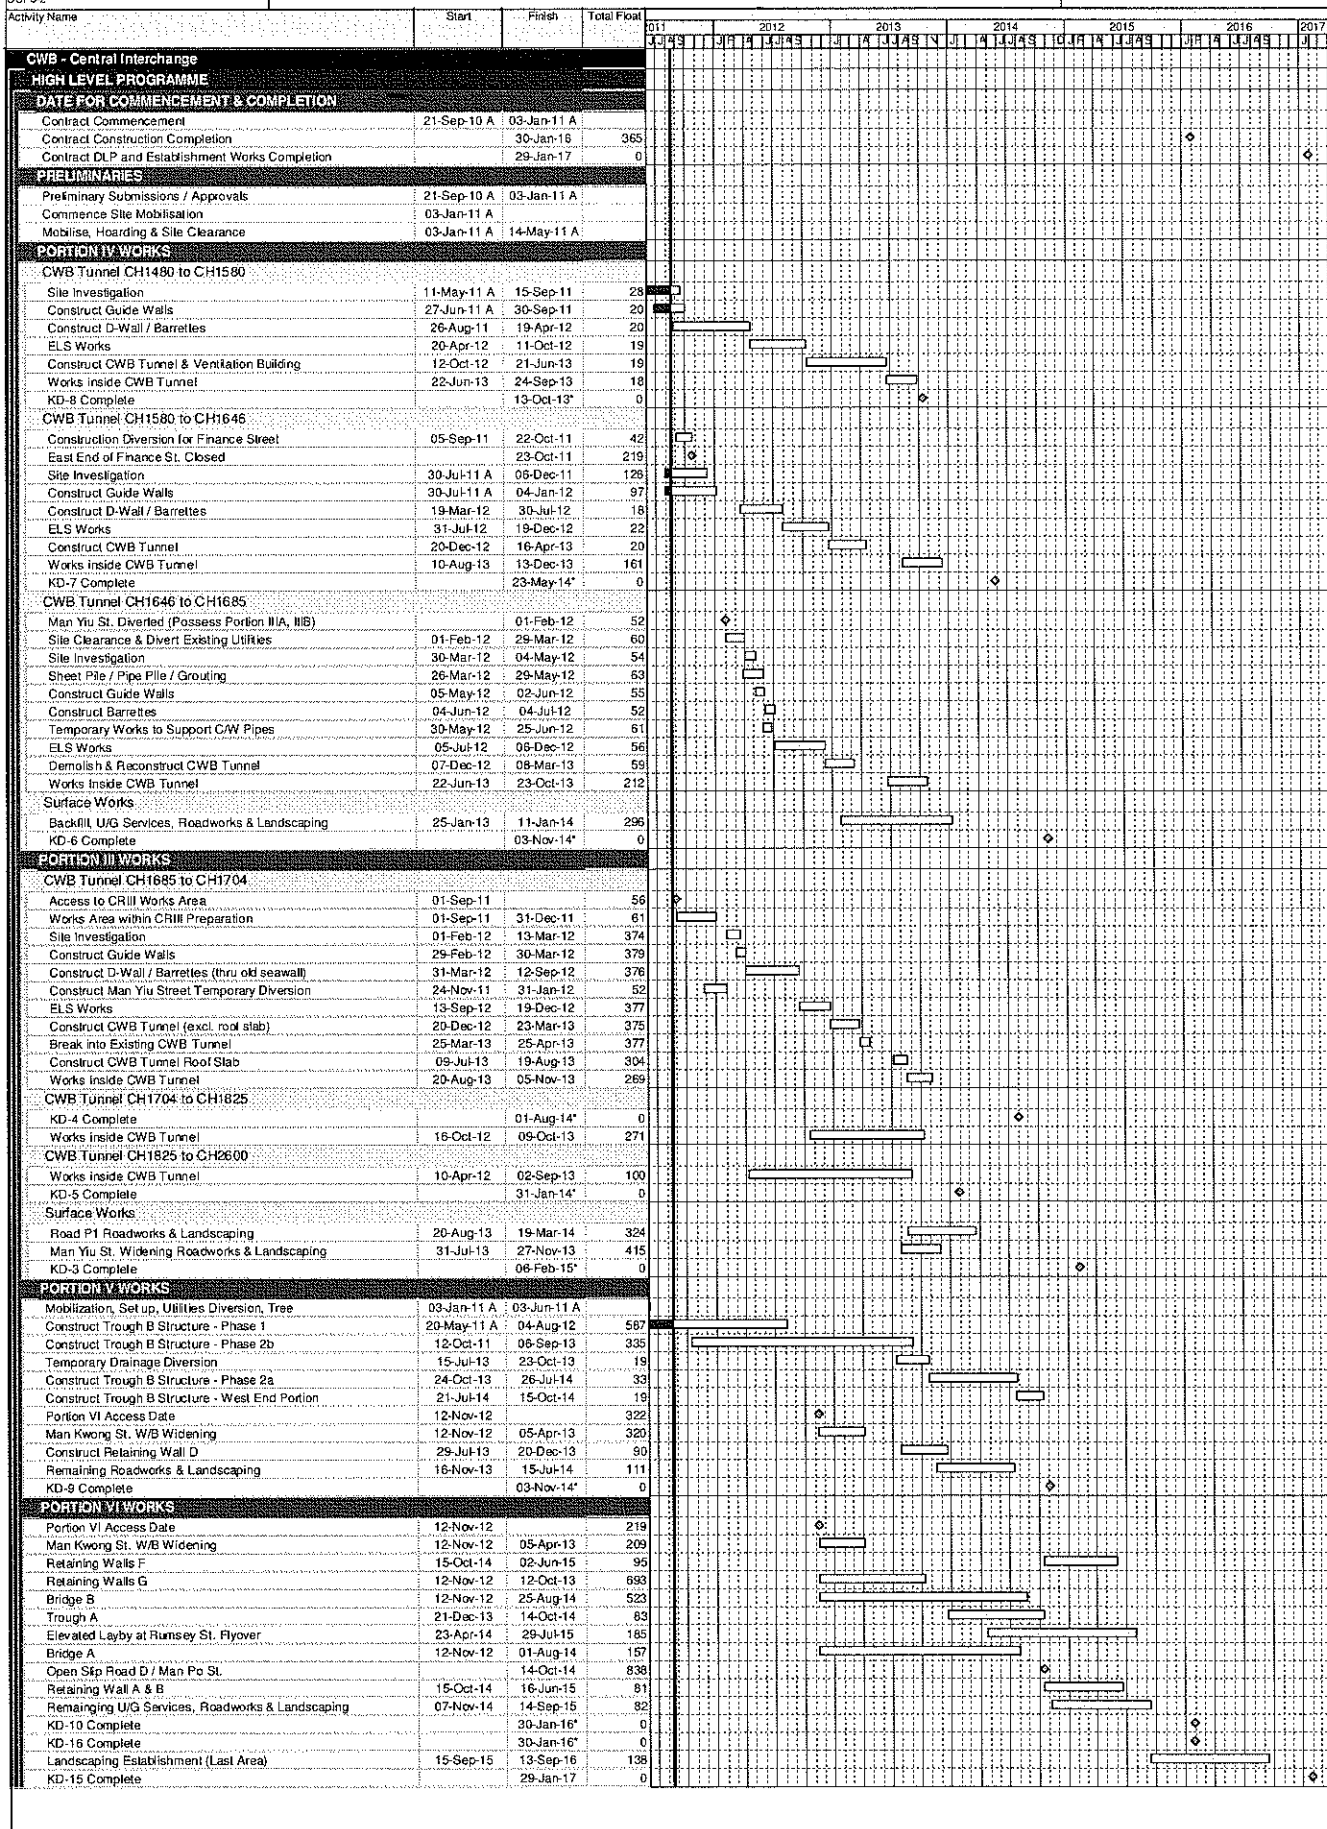 Activity Name Start Finish Total Float 2011 2012 2013 2014 2015 2016 2017
CWB - Central Interchange
HIGH LEVEL PROGRAMME
DATE FOR COMMENCEMENT & COMPLETION
Contract Commencement 21-Sep-10 A 03-Jan-11 A
Contract Construction Completion 30-Jan-16 365
Contract DLP and Establishment Works Completion 29-Jan-17 0
PRELIMINARIES
Preliminary Submissions / Approvals 21-Sep-10 A 03-Jan-11 A
Commence Site Mobilisation 03-Jan-11 A
Mobilise, Hoarding & Site Clearance 03-Jan-11 A 14-May-11 A
PORTION IV WORKS
CWB Tunnel CH1480 to CH1580
Site Investigation 11-May-11 A 15-Sep-11 28
Construct Guide Walls 27-Jun-11 A 30-Sep-11 20
Construct D-Wall / Barrettes 26-Aug-11 19-Apr-12 20
ELS Works 20-Apr-12 11-Oct-12 19
Construct CWB Tunnel & Ventilation Building 12-Oct-12 21-Jun-13 19
Works inside CWB Tunnel 22-Jun-13 24-Sep-13 18
KD-8 Complete 13-Oct-13* 0
CWB Tunnel CH1580 to CH1646
Construction Diversion for Finance Street 05-Sep-11 22-Oct-11 42
East End of Finance St. Closed 23-Oct-11 219
Site Investigation 30-Jul-11 A 06-Dec-11 126
Construct Guide Walls 30-Jul-11 A 04-Jan-12 97
Construct D-Wall / Barrettes 19-Mar-12 30-Jul-12 18
ELS Works 31-Jul-12 19-Dec-12 22
Construct CWB Tunnel 20-Dec-12 16-Apr-13 20
Works inside CWB Tunnel 10-Aug-13 13-Dec-13 161
KD-7 Complete 23-May-14* 0
CWB Tunnel CH1646 to CH1685
Man Yiu St. Diverted (Possess Portion IIIA, IIIB) 01-Feb-12 52
Site Clearance & Divert Existing Utilities 01-Feb-12 29-Mar-12 60
Site Investigation 30-Mar-12 04-May-12 54
Sheet Pile / Pipe Pile / Grouting 26-Mar-12 29-May-12 63
Construct Guide Walls 05-May-12 02-Jun-12 55
Construct Barrettes 04-Jun-12 04-Jul-12 52
Temporary Works to Support C/W Pipes 30-May-12 25-Jun-12 61
ELS Works 05-Jul-12 06-Dec-12 56
Demolish & Reconstruct CWB Tunnel 07-Dec-12 08-Mar-13 59
Works Inside CWB Tunnel 22-Jun-13 23-Oct-13 212
Surface Works
Backfill, U/G Services, Roadworks & Landscaping 25-Jan-13 11-Jan-14 296
KD-6 Complete 03-Nov-14* 0
PORTION III WORKS
CWB Tunnel CH1685 to CH1704
Access to CRIII Works Area 01-Sep-11 56
Works Area within CRIII Preparation 01-Sep-11 31-Dec-11 61
Site Investigation 01-Feb-12 13-Mar-12 374
Construct Guide Walls 29-Feb-12 30-Mar-12 379
Construct D-Wall / Barrettes (thru old seawall) 31-Mar-12 12-Sep-12 376
Construct Man Yiu Street Temporary Diversion 24-Nov-11 31-Jan-12 52
ELS Works 13-Sep-12 19-Dec-12 377
Construct CWB Tunnel (excl. roof slab) 20-Dec-12 23-Mar-13 375
Break into Existing CWB Tunnel 25-Mar-13 25-Apr-13 377
Construct CWB Tunnel Roof Slab 09-Jul-13 19-Aug-13 304
Works inside CWB Tunnel 20-Aug-13 05-Nov-13 269
CWB Tunnel CH1704 to CH1825
KD-4 Complete 01-Aug-14* 0
Works inside CWB Tunnel 16-Oct-12 09-Oct-13 271
CWB Tunnel CH1825 to CH2600
Works inside CWB Tunnel 10-Apr-12 02-Sep-13 100
KD-5 Complete 31-Jan-14* 0
Surface Works
Road P1 Roadworks & Landscaping 20-Aug-13 19-Mar-14 324
Man Yiu St. Widening Roadworks & Landscaping 31-Jul-13 27-Nov-13 415
KD-3 Complete 06-Feb-15* 0
PORTION V WORKS
Mobilization, Set up, Utilities Diversion, Tree 03-Jan-11 A 03-Jun-11 A
Construct Trough B Structure - Phase 1 20-May-11 A 04-Aug-12 587
Construct Trough B Structure - Phase 2b 12-Oct-11 06-Sep-13 335
Temporary Drainage Diversion 15-Jul-13 23-Oct-13 19
Construct Trough B Structure - Phase 2a 24-Oct-13 26-Jul-14 33
Construct Trough B Structure - West End Portion 21-Jul-14 15-Oct-14 19
Portion VI Access Date 12-Nov-12 322
Man Kwong St. W/B Widening 12-Nov-12 05-Apr-13 320
Construct Retaining Wall D 29-Jul-13 20-Dec-13 90
Remaining Roadworks & Landscaping 16-Nov-13 15-Jul-14 111
KD-9 Complete 03-Nov-14* 0
PORTION VI WORKS
Portion VI Access Date 12-Nov-12 219
Man Kwong St. W/B Widening 12-Nov-12 05-Apr-13 209
Retaining Walls F 15-Oct-14 02-Jun-15 95
Retaining Walls G 12-Nov-12 12-Oct-13 693
Bridge B 12-Nov-12 25-Aug-14 523
Trough A 21-Dec-13 14-Oct-14 83
Elevated Layby at Rumsey St. Flyover 23-Apr-14 29-Jul-15 185
Bridge A 12-Nov-12 01-Aug-14 157
Open Slip Road D / Man Po St. 14-Oct-14 838
Retaining Wall A & B 15-Oct-14 16-Jun-15 81
Remainging U/G Services, Roadworks & Landscaping 07-Nov-14 14-Sep-15 82
KD-10 Complete 30-Jan-16* 0
KD-16 Complete 30-Jan-16* 0
Landscaping Establishment (Last Area) 15-Sep-15 13-Sep-16 138
KD-15 Complete 29-Jan-17 0